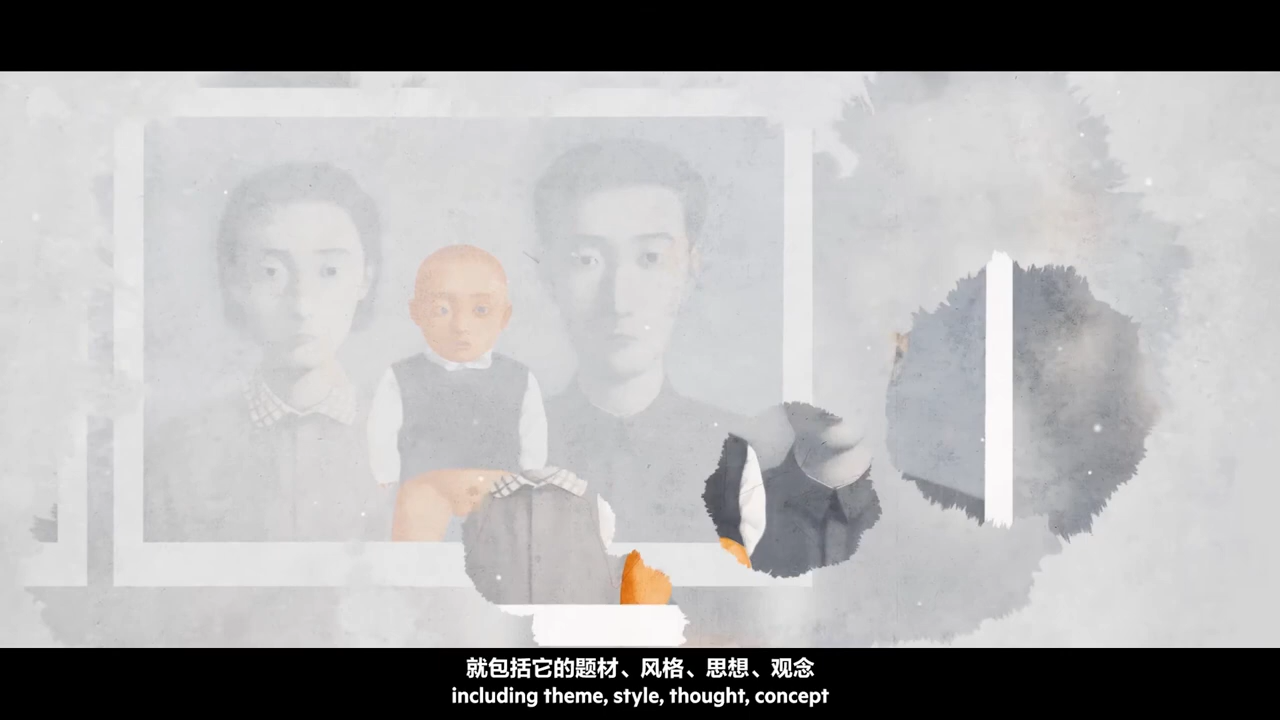 就包括它的题材、风格、思想、观念
including theme, style, thought, concept